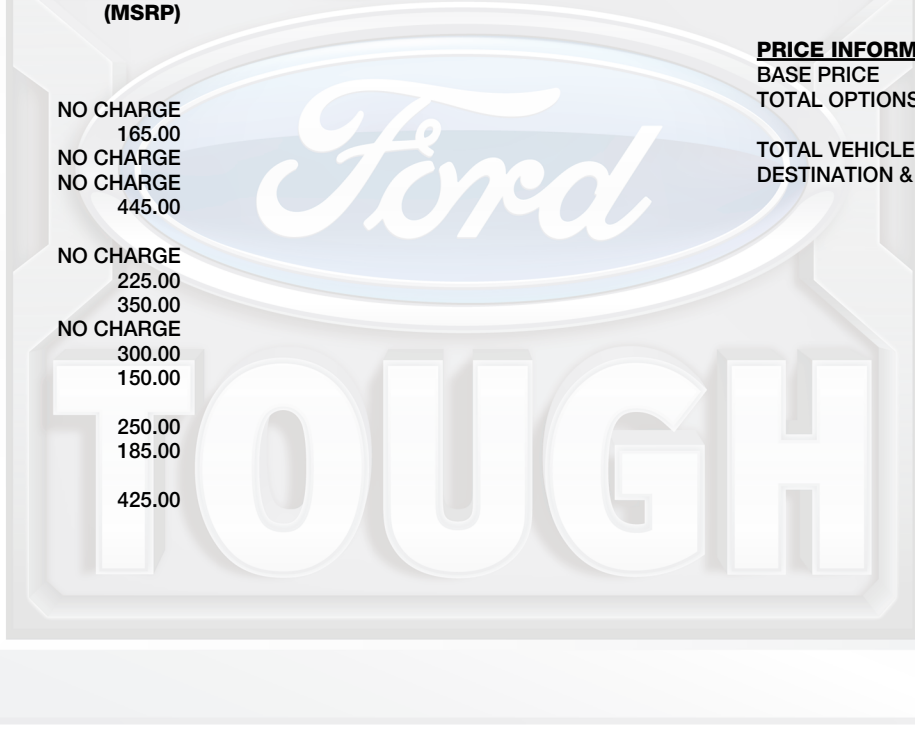 (MSRP)
NO CHARGE
165.00
NO CHARGE
NO CHARGE
445.00
NO CHARGE
225.00
350.00
NO CHARGE
300.00
150.00
250.00
185.00
425.00
PRICE INFORM
BASE PRICE
TOTAL OPTIONS
TOTAL VEHICLE
DESTINATION &
Ford
TOUGH